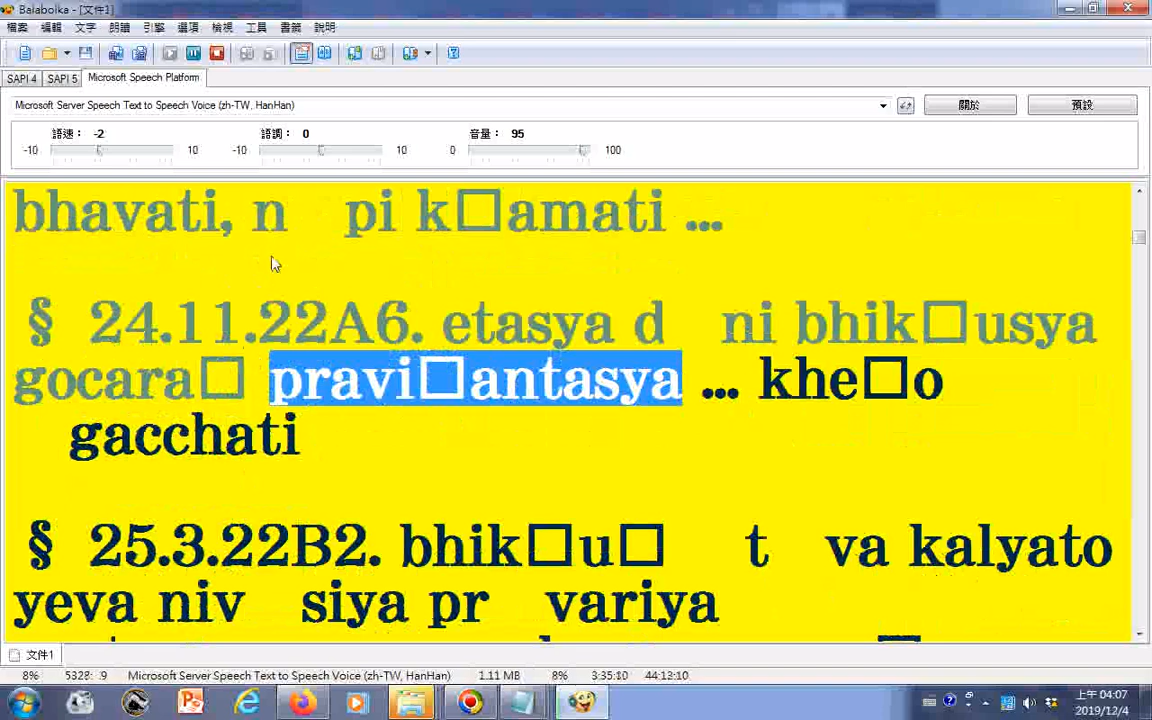 Balabolka - [文件1]
檔案 編輯 文字 朗讀 引擎 選項 檢視 工具 書籤 說明
SAPI 4 SAPI 5 Microsoft Speech Platform
Microsoft Server Speech Text to Speech Voice (zh-TW, HanHan) 關於 預設
語速： -2 語調： 0 音量： 95
-10 10 -10 10 0 100
bhavati, n pi k□amati ...
§ 24.11.22A6. etasya d ni bhik□usya
gocara□ pravi□antasya ... khe□o
gacchati
§ 25.3.22B2. bhik□u□ t va kalyato
yeva niv siya pr variya
文件1
8% Microsoft Server Speech Text to Speech Voice (zh-TW, HanHan) 1.11 MB 8% 3:35:10 44:13:10
上午 04:07
2019/12/4